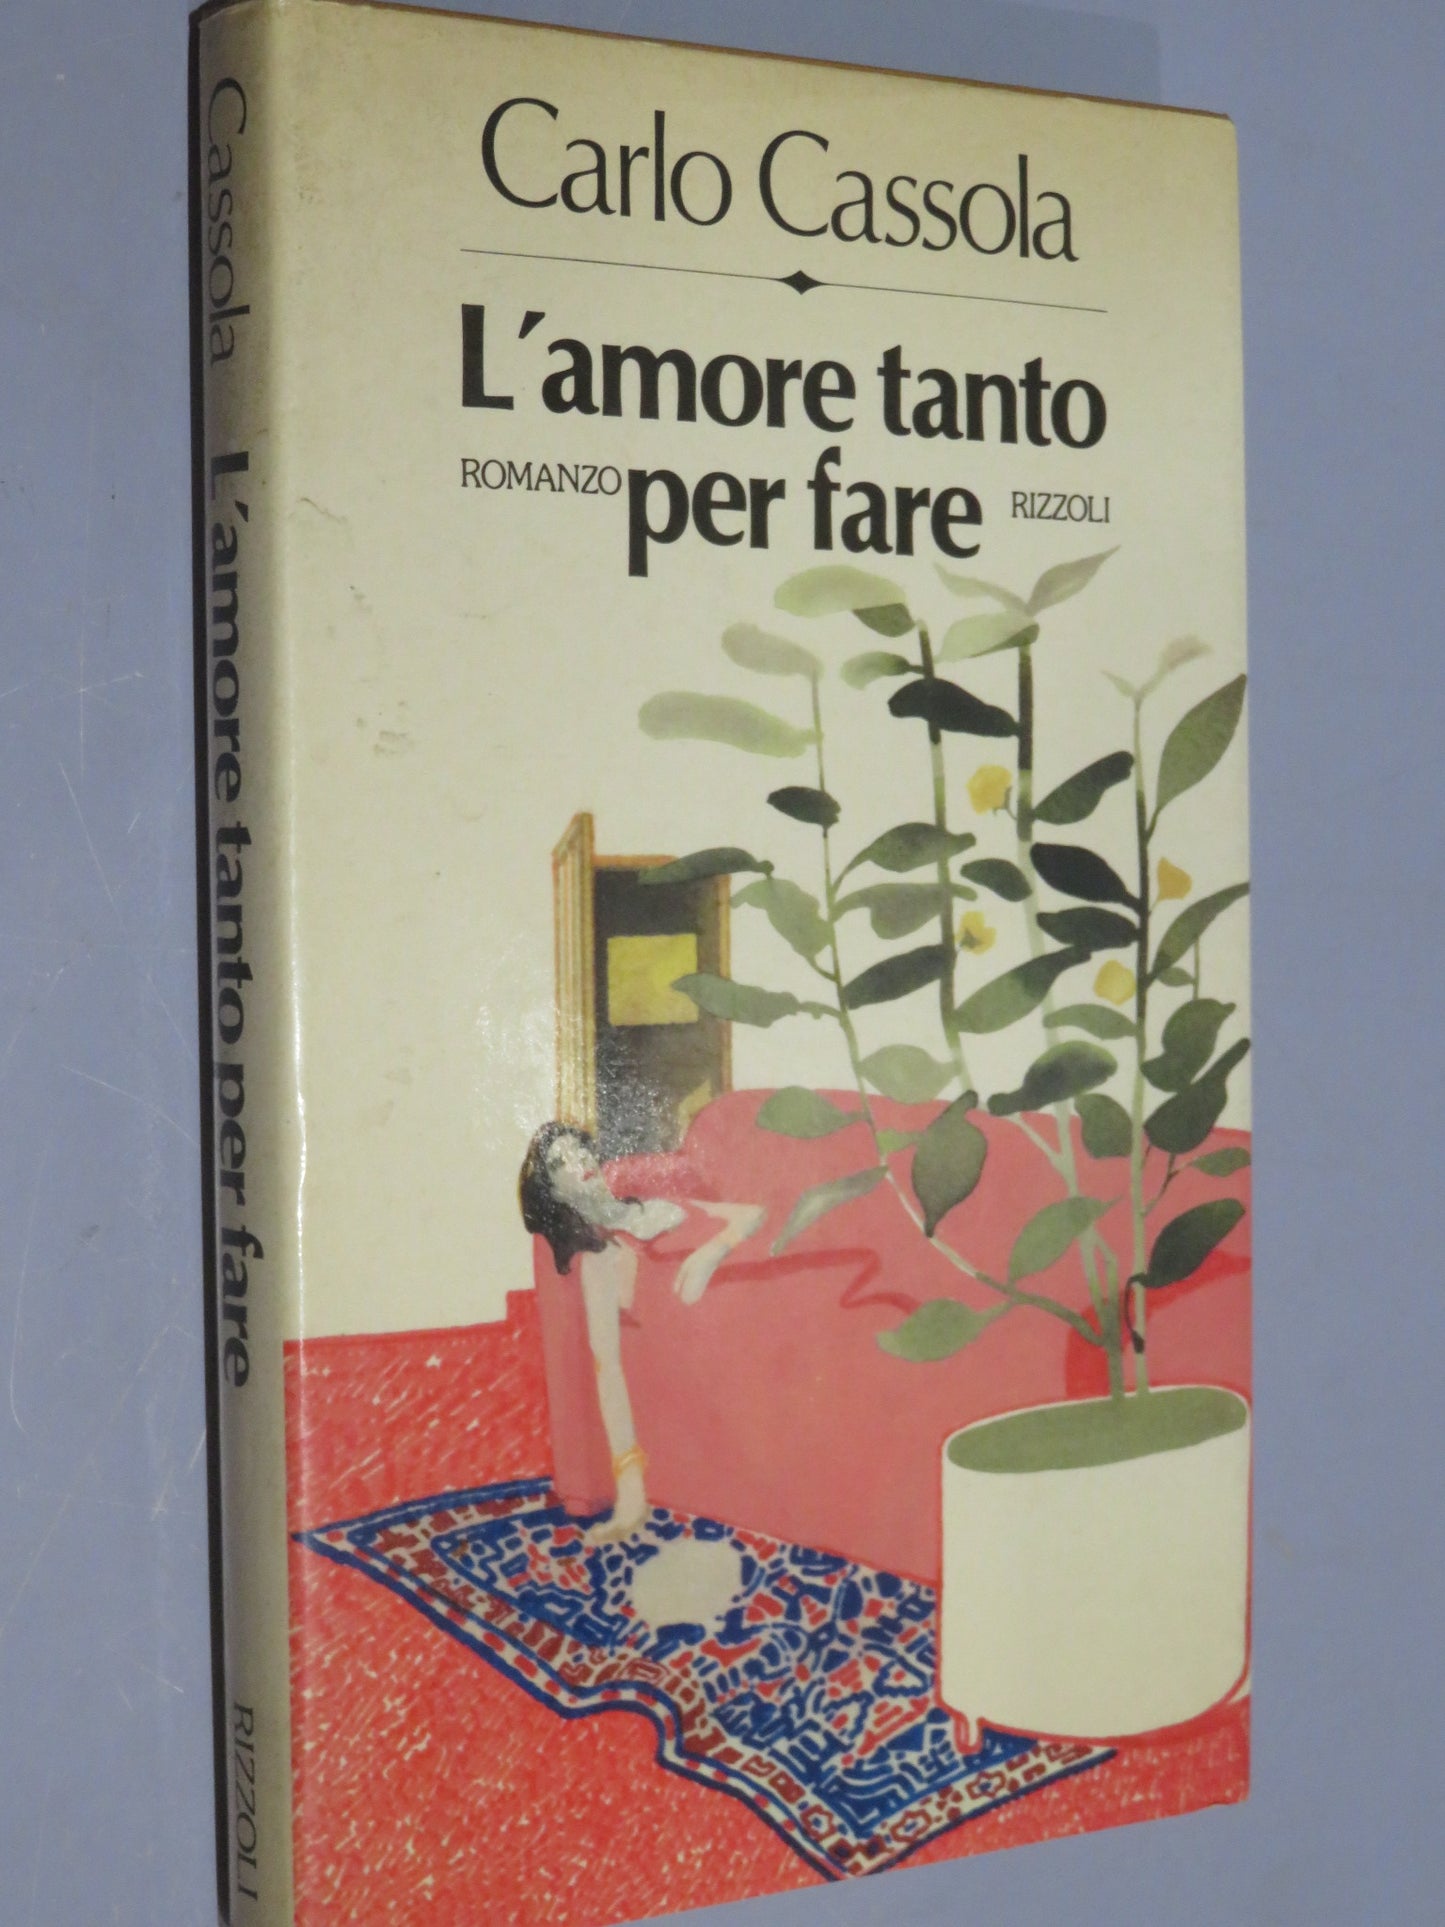 Carlo Cassola
L'amore tanto
ROMANZO per fare RIZZOLI
Cassola L'amore tanto per fare RIZZOLI